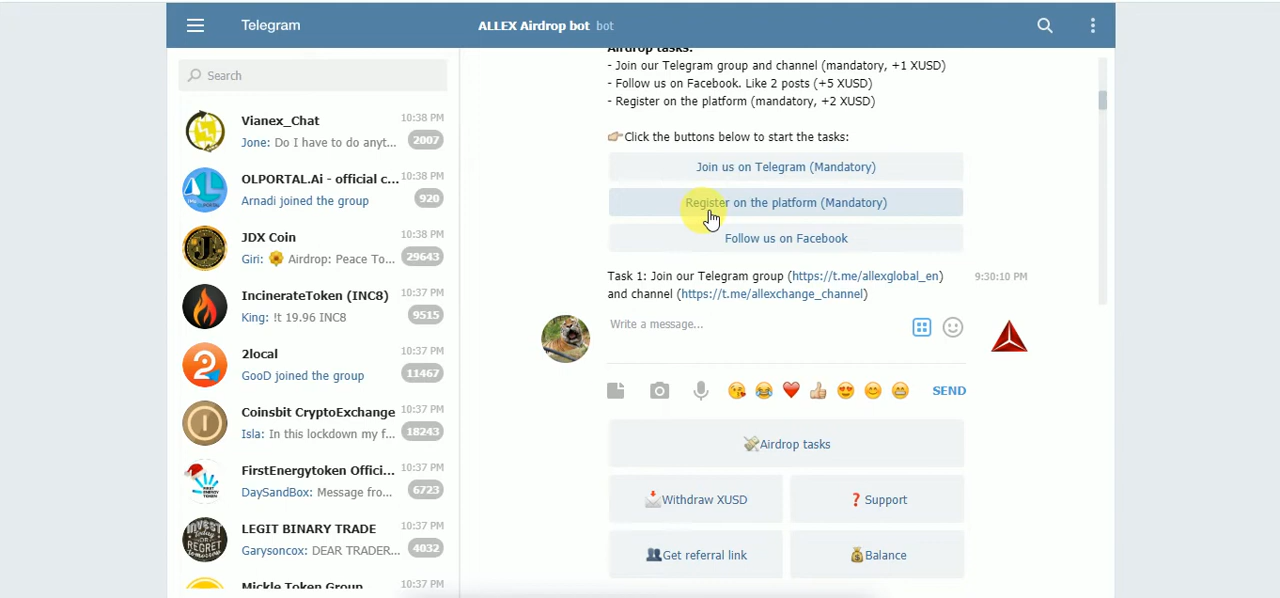 Telegram
ALLEX Airdrop bot bot
Search
Vianex_Chat 10:38 PM
Jone: Do I have to do anyt... 2007
OLPORTAL.Ai - official c... 10:38 PM
Arnadi joined the group 920
JDX Coin 10:38 PM
Giri: 🌻 Airdrop: Peace To... 29643
IncinerateToken (INC8) 10:37 PM
King: !t 19.96 INC8 9515
2local 10:37 PM
GooD joined the group 11467
Coinsbit CryptoExchange 10:37 PM
Isla: In this lockdown my f... 18243
FirstEnergytoken Offici... 10:37 PM
DaySandBox: Message fro... 6723
LEGIT BINARY TRADE 10:37 PM
Garysoncox: DEAR TRADER... 4032
Mickle Token Group 10:37 PM
Airdrop tasks:
- Join our Telegram group and channel (mandatory, +1 XUSD)
- Follow us on Facebook. Like 2 posts (+5 XUSD)
- Register on the platform (mandatory, +2 XUSD)
👉Click the buttons below to start the tasks:
Join us on Telegram (Mandatory)
Register on the platform (Mandatory)
Follow us on Facebook
Task 1: Join our Telegram group (https://t.me/allexglobal_en) 9:30:10 PM
and channel (https://t.me/allexchange_channel)
Write a message...
SEND
💸Airdrop tasks
📩Withdraw XUSD
❓Support
👥Get referral link
💰Balance